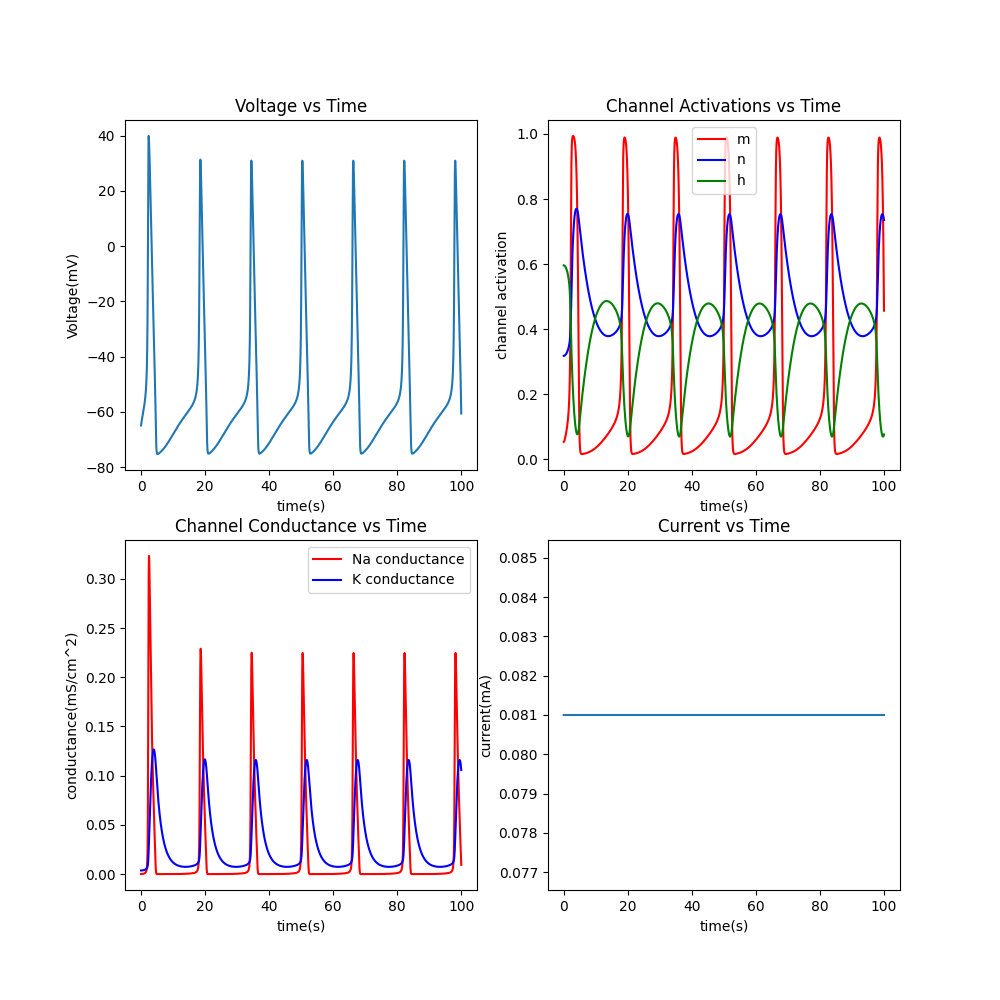 Voltage vs Time
Voltage(mV)
40
20
0
−20
−40
−60
−80
0 20 40 60 80 100
time(s)
Channel Activations vs Time
channel activation
1.0
0.8
0.6
0.4
0.2
0.0
m
n
h
0 20 40 60 80 100
time(s)
Channel Conductance vs Time
conductance(mS/cm^2)
0.30
0.25
0.20
0.15
0.10
0.05
0.00
Na conductance
K conductance
0 20 40 60 80 100
time(s)
Current vs Time
current(mA)
0.085
0.084
0.083
0.082
0.081
0.080
0.079
0.078
0.077
0 20 40 60 80 100
time(s)